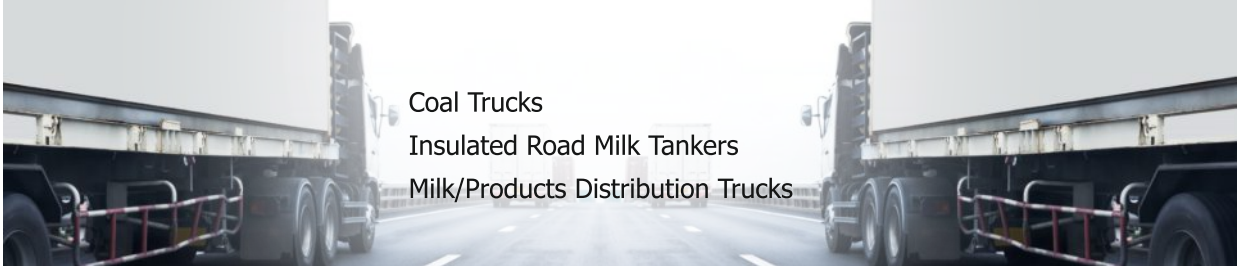 Coal Trucks
Insulated Road Milk Tankers
Milk/Products Distribution Trucks